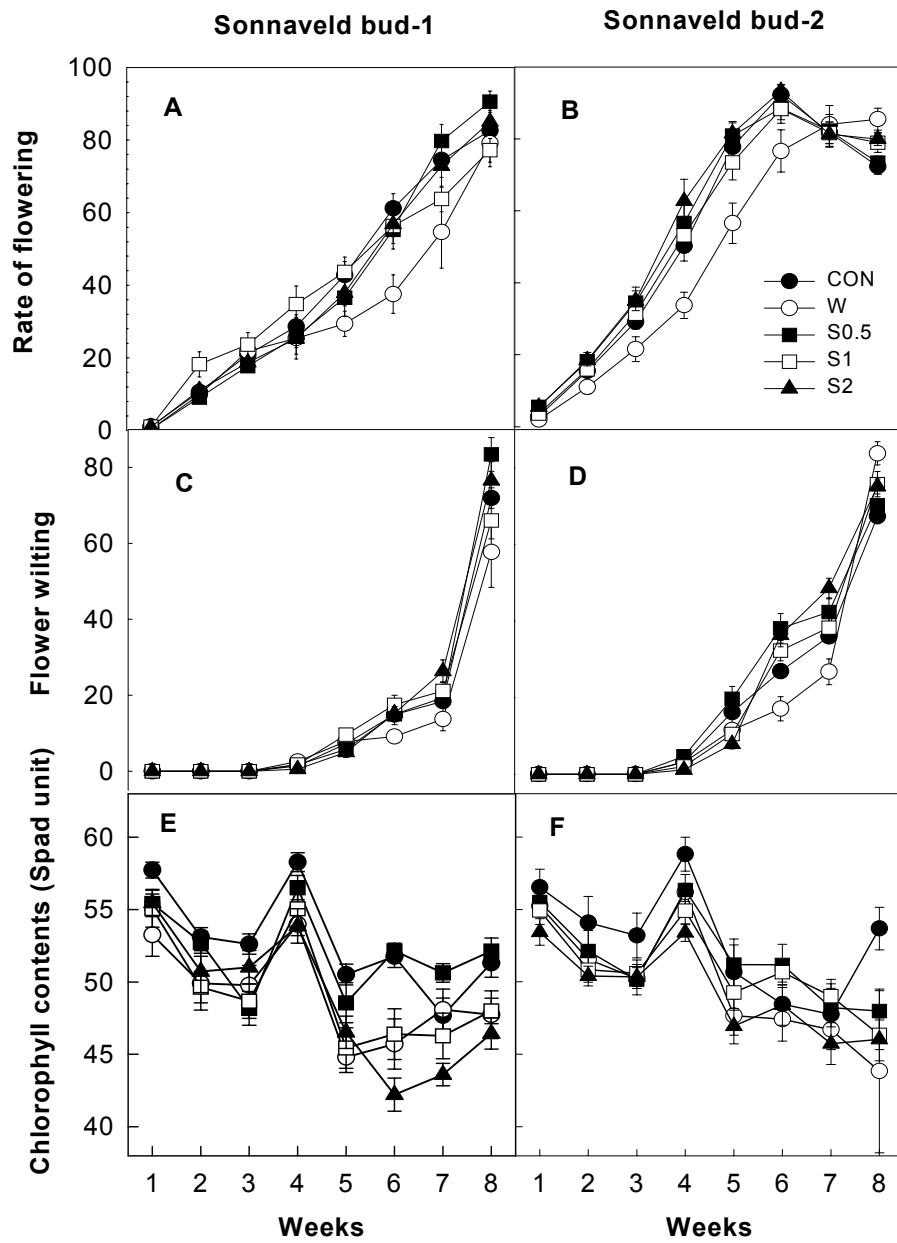 Sonnaveld bud-1
Sonnaveld bud-2
Rate of flowering
100
80
60
40
20
0
A
B
CON
W
S0.5
S1
S2
Flower wilting
80
60
40
20
0
C
D
Chlorophyll contents (Spad unit)
60
55
50
45
40
E
F
1 2 3 4 5 6 7 8
1 2 3 4 5 6 7 8
Weeks
Weeks